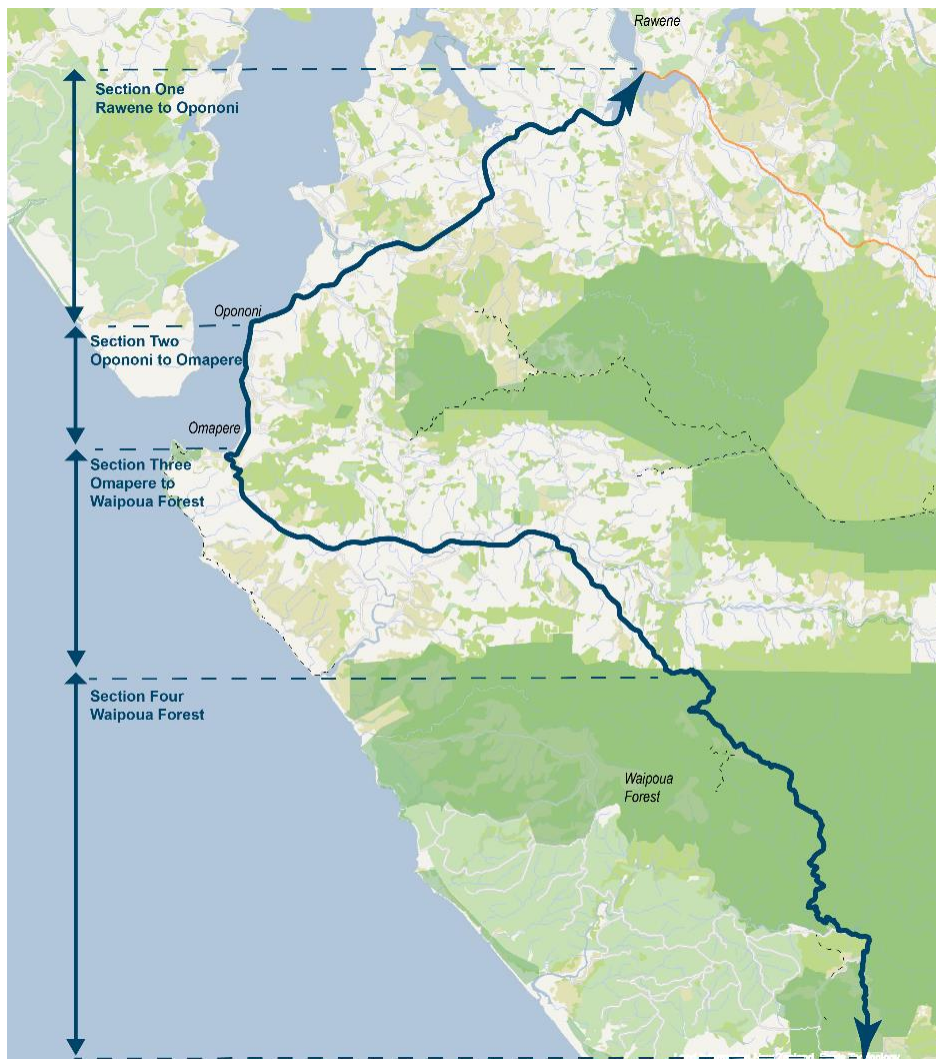 Rawene
Section One
Rawene to Opononi
Opononi
Section Two
Opononi to Omapere
Omapere
Section Three
Omapere to
Waipoua Forest
Section Four
Waipoua Forest
Waipoua
Forest